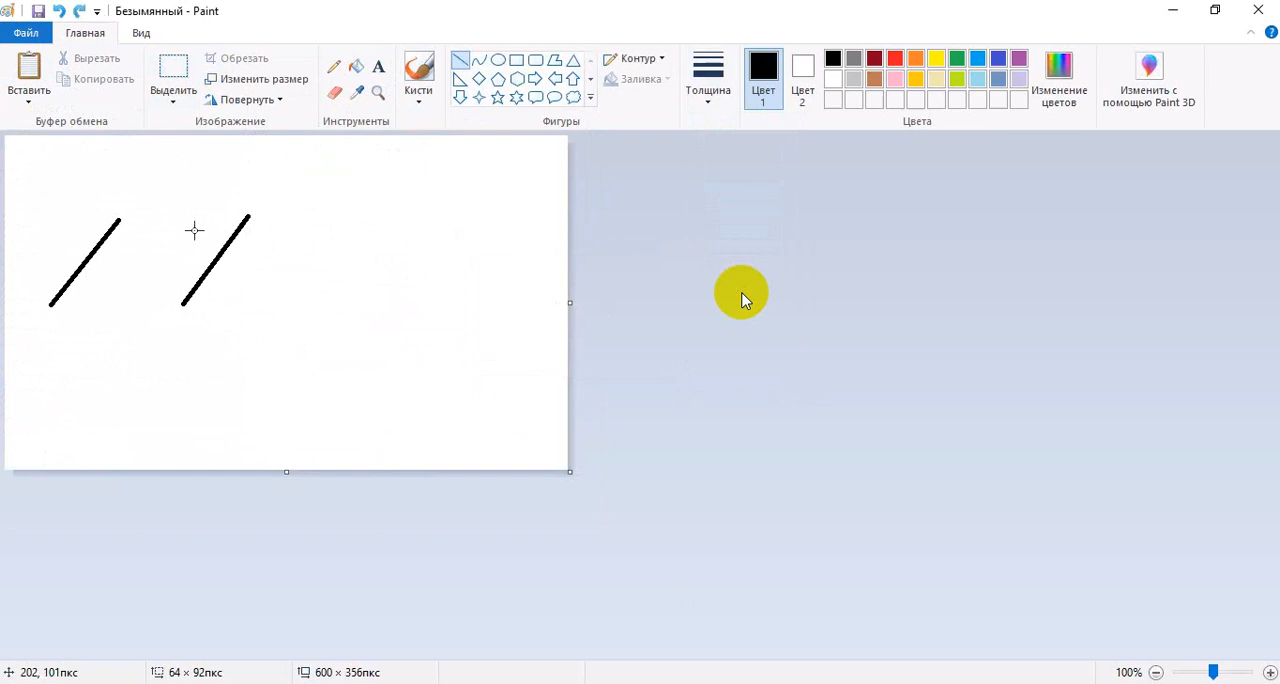 Безымянный - Paint
Файл Главная Вид
Вставить
Вырезать
Копировать
Буфер обмена
Выделить
Обрезать
Изменить размер
Повернуть
Изображение
A
Инструменты
Кисти
Контур
Заливка
Фигуры
Толщина
Цвет 1
Цвет 2
Изменение цветов
Цвета
Изменить с помощью Paint 3D
202, 101пкс 64 × 92пкс 600 × 356пкс 100%